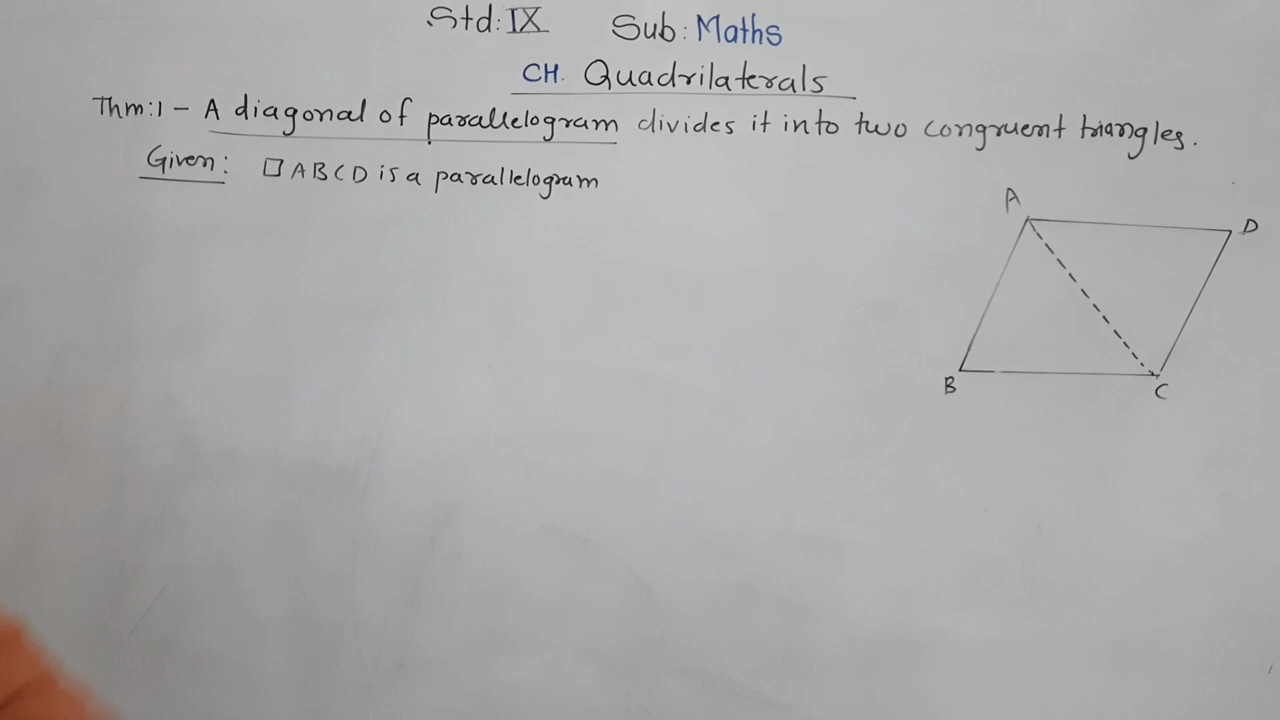 Std: IX Sub: Maths
CH. Quadrilaterals
Thm:1 - A diagonal of parallelogram divides it into two congruent triangles.
Given: □ABCD is a parallelogram
A
D
B
C